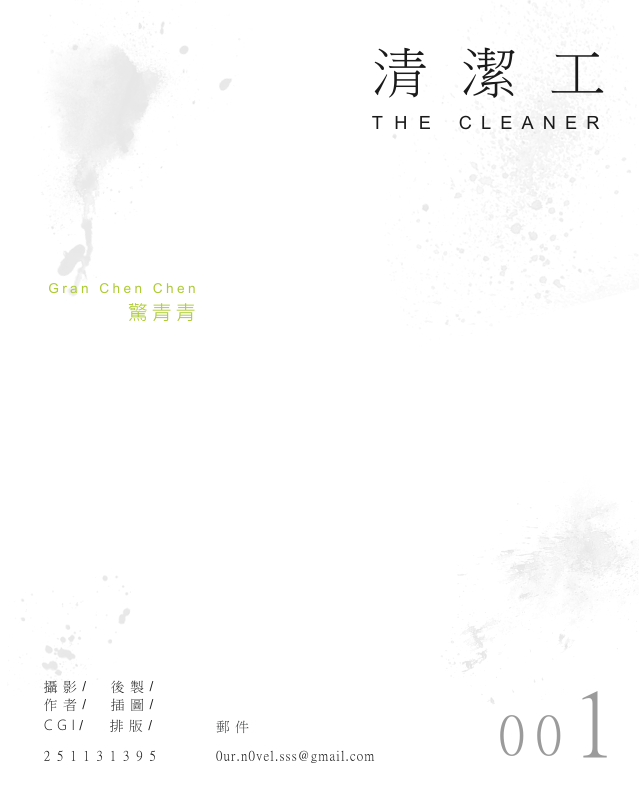 清潔工
THE CLEANER
Gran Chen Chen
驚青青
攝影/ 後製/
作者/ 插圖/
CGI/ 排版/ 郵件
251131395 0ur.n0vel.sss@gmail.com
001